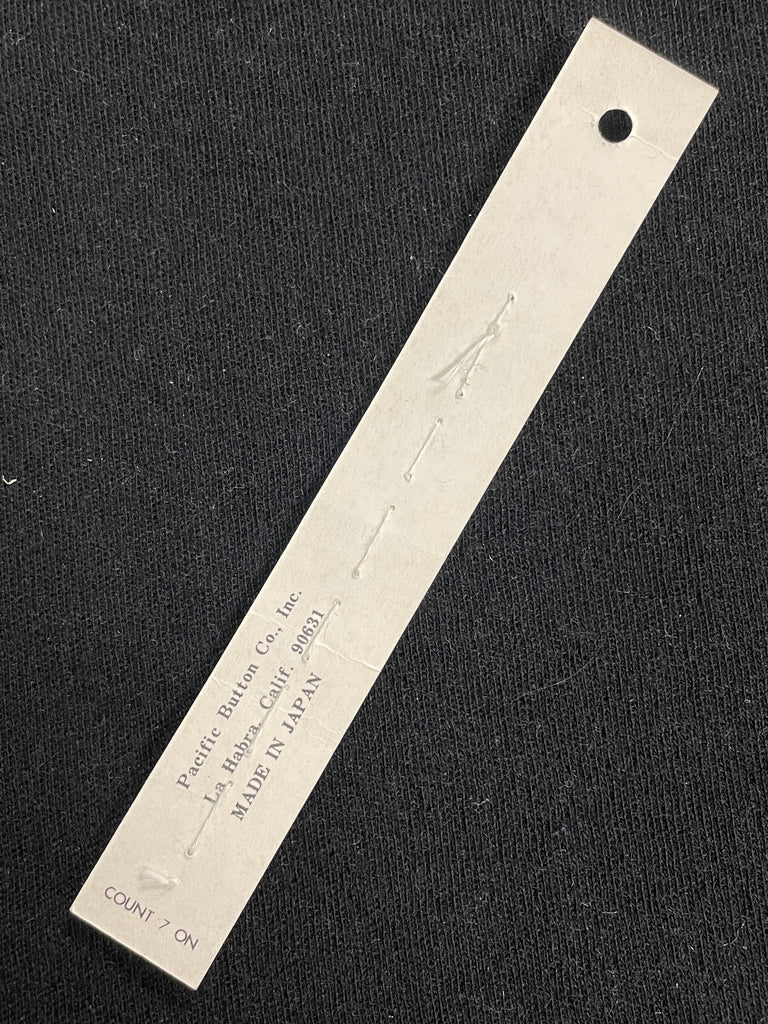 Pacific Button Co., Inc.
La Habra, Calif. 90631
MADE IN JAPAN
COUNT 7 ON